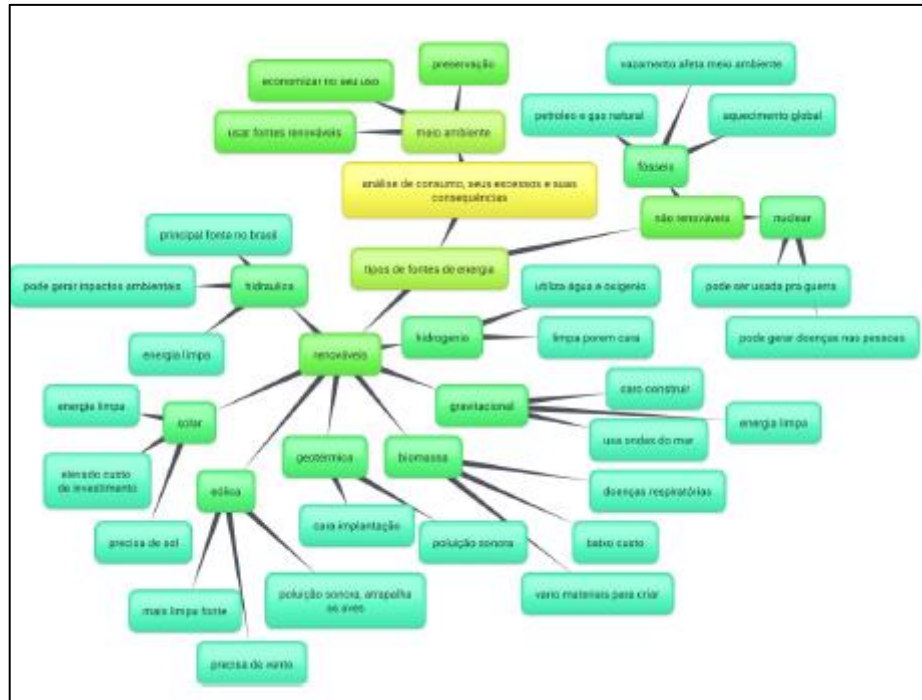 preservação
economizar no seu uso
usar fontes renováveis
meio ambiente
vazamento afeta meio ambiente
petroleo e gas natural
aquecimento global
fósseis
análise de consumo, seus excessos e suas
consequências
não renováveis
nuclear
tipos de fontes de energia
pode ser usada pra guerra
pode gerar doenças nas pessoas
principal fonte no brasil
pode gerar inpactos ambientais
hidraulica
energia limpa
renováveis
hidrogenio
utiliza água e oxigenio
limpa porem cara
gravitacional
caro construir
energia limpa
usa ondas do mar
energia limpa
solar
elevado custo
de investimento
precisa de sol
geotérmica
cara implantação
poluição sonora
biomassa
doenças respiratórias
baixo custo
vario materiais para criar
eólica
poluição sonora, atrapalha
as aves
mais limpa fonte
precisa de vento